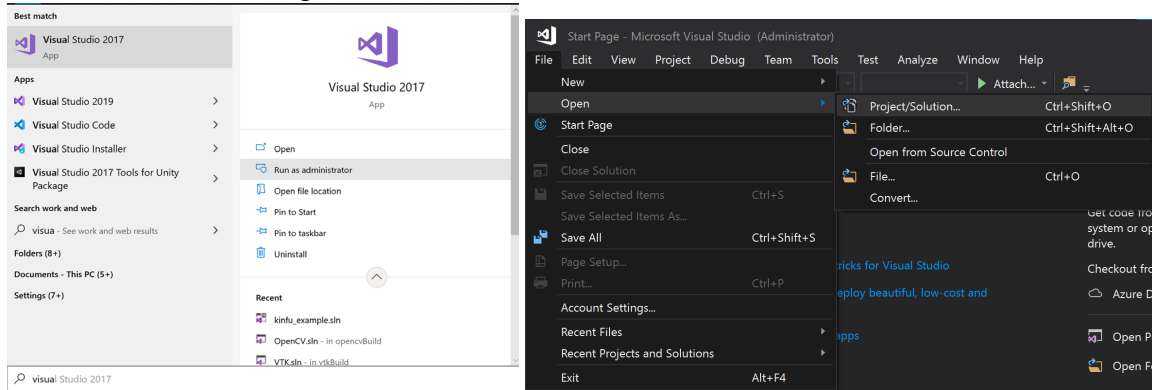 Best match
Visual Studio 2017
App
Apps
Visual Studio 2019
Visual Studio Code
Visual Studio Installer
Visual Studio 2017 Tools for Unity
Package
Search work and web
visua - See work and web results
Folders (8+)
Documents - This PC (5+)
Settings (7+)
visual Studio 2017
Visual Studio 2017
App
Open
Run as administrator
Open file location
Pin to Start
Pin to taskbar
Uninstall
Recent
kinfu_example.sln
OpenCV.sln - in opencvBuild
VTK.sln - in vtkBuild
Start Page - Microsoft Visual Studio (Administrator)
File Edit View Project Debug Team Tools Test Analyze Window Help
Attach...
New
Open
Start Page
Close
Close Solution
Save Selected Items Ctrl+S
Save Selected Items As...
Save All Ctrl+Shift+S
Page Setup...
Print... Ctrl+P
Account Settings...
Recent Files
Recent Projects and Solutions
Exit Alt+F4
Project/Solution... Ctrl+Shift+O
Folder... Ctrl+Shift+Alt+O
Open from Source Control
File... Ctrl+O
Convert...
ricks for Visual Studio
eploy beautiful, low-cost and
apps
Get code fro
system or op
drive.
Checkout fro
Azure D
Open P
Open Fo